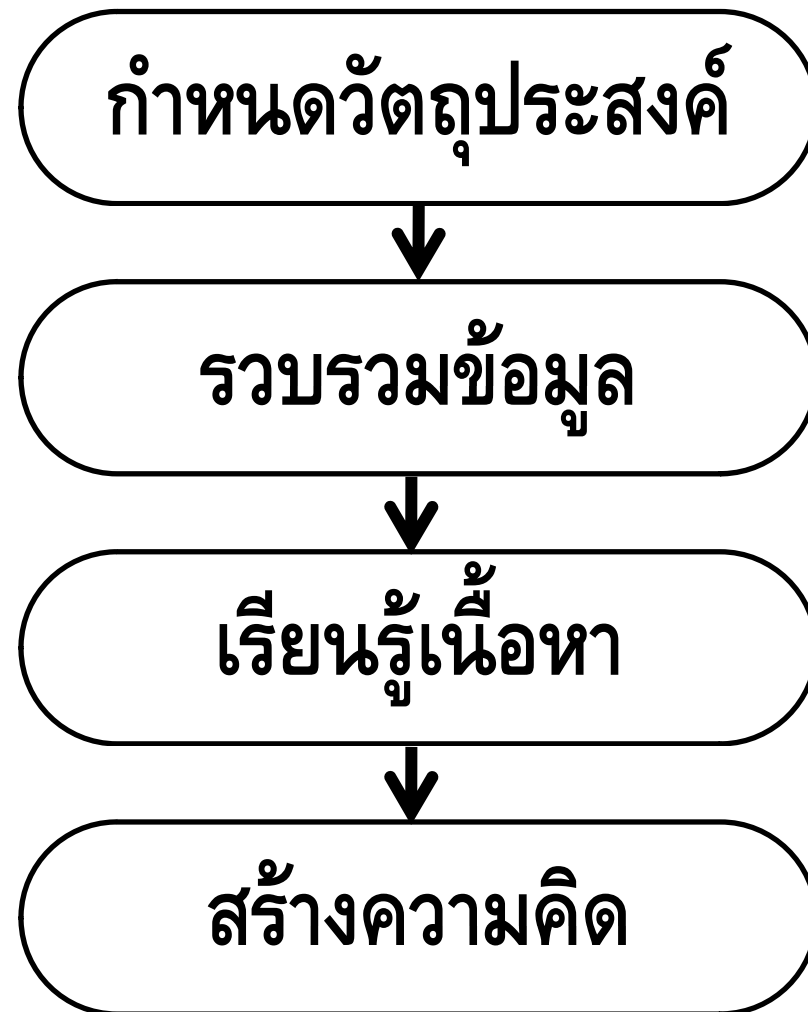 กำหนดวัตถุประสงค์
รวบรวมข้อมูล
เรียนรู้เนื้อหา
สร้างความคิด